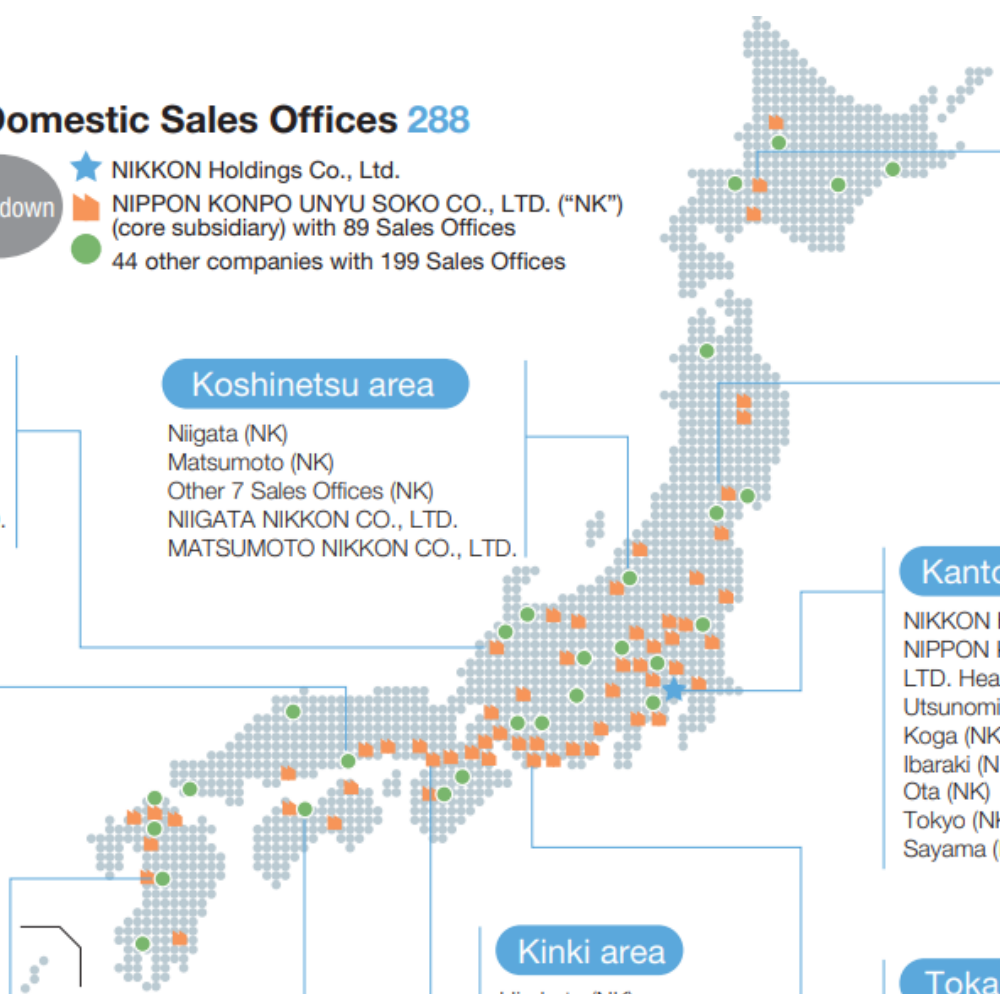 Domestic Sales Offices 288
down
NIKKON Holdings Co., Ltd.
NIPPON KONPO UNYU SOKO CO., LTD. (“NK”)
(core subsidiary) with 89 Sales Offices
44 other companies with 199 Sales Offices
Koshinetsu area
Niigata (NK)
Matsumoto (NK)
Other 7 Sales Offices (NK)
NIIGATA NIKKON CO., LTD.
MATSUMOTO NIKKON CO., LTD.
Kanto
NIKKON
NIPPON
LTD. Hea
Utsunomi
Koga (NK
Ibaraki (N
Ota (NK)
Tokyo (NK
Sayama (
Kinki area
Toka